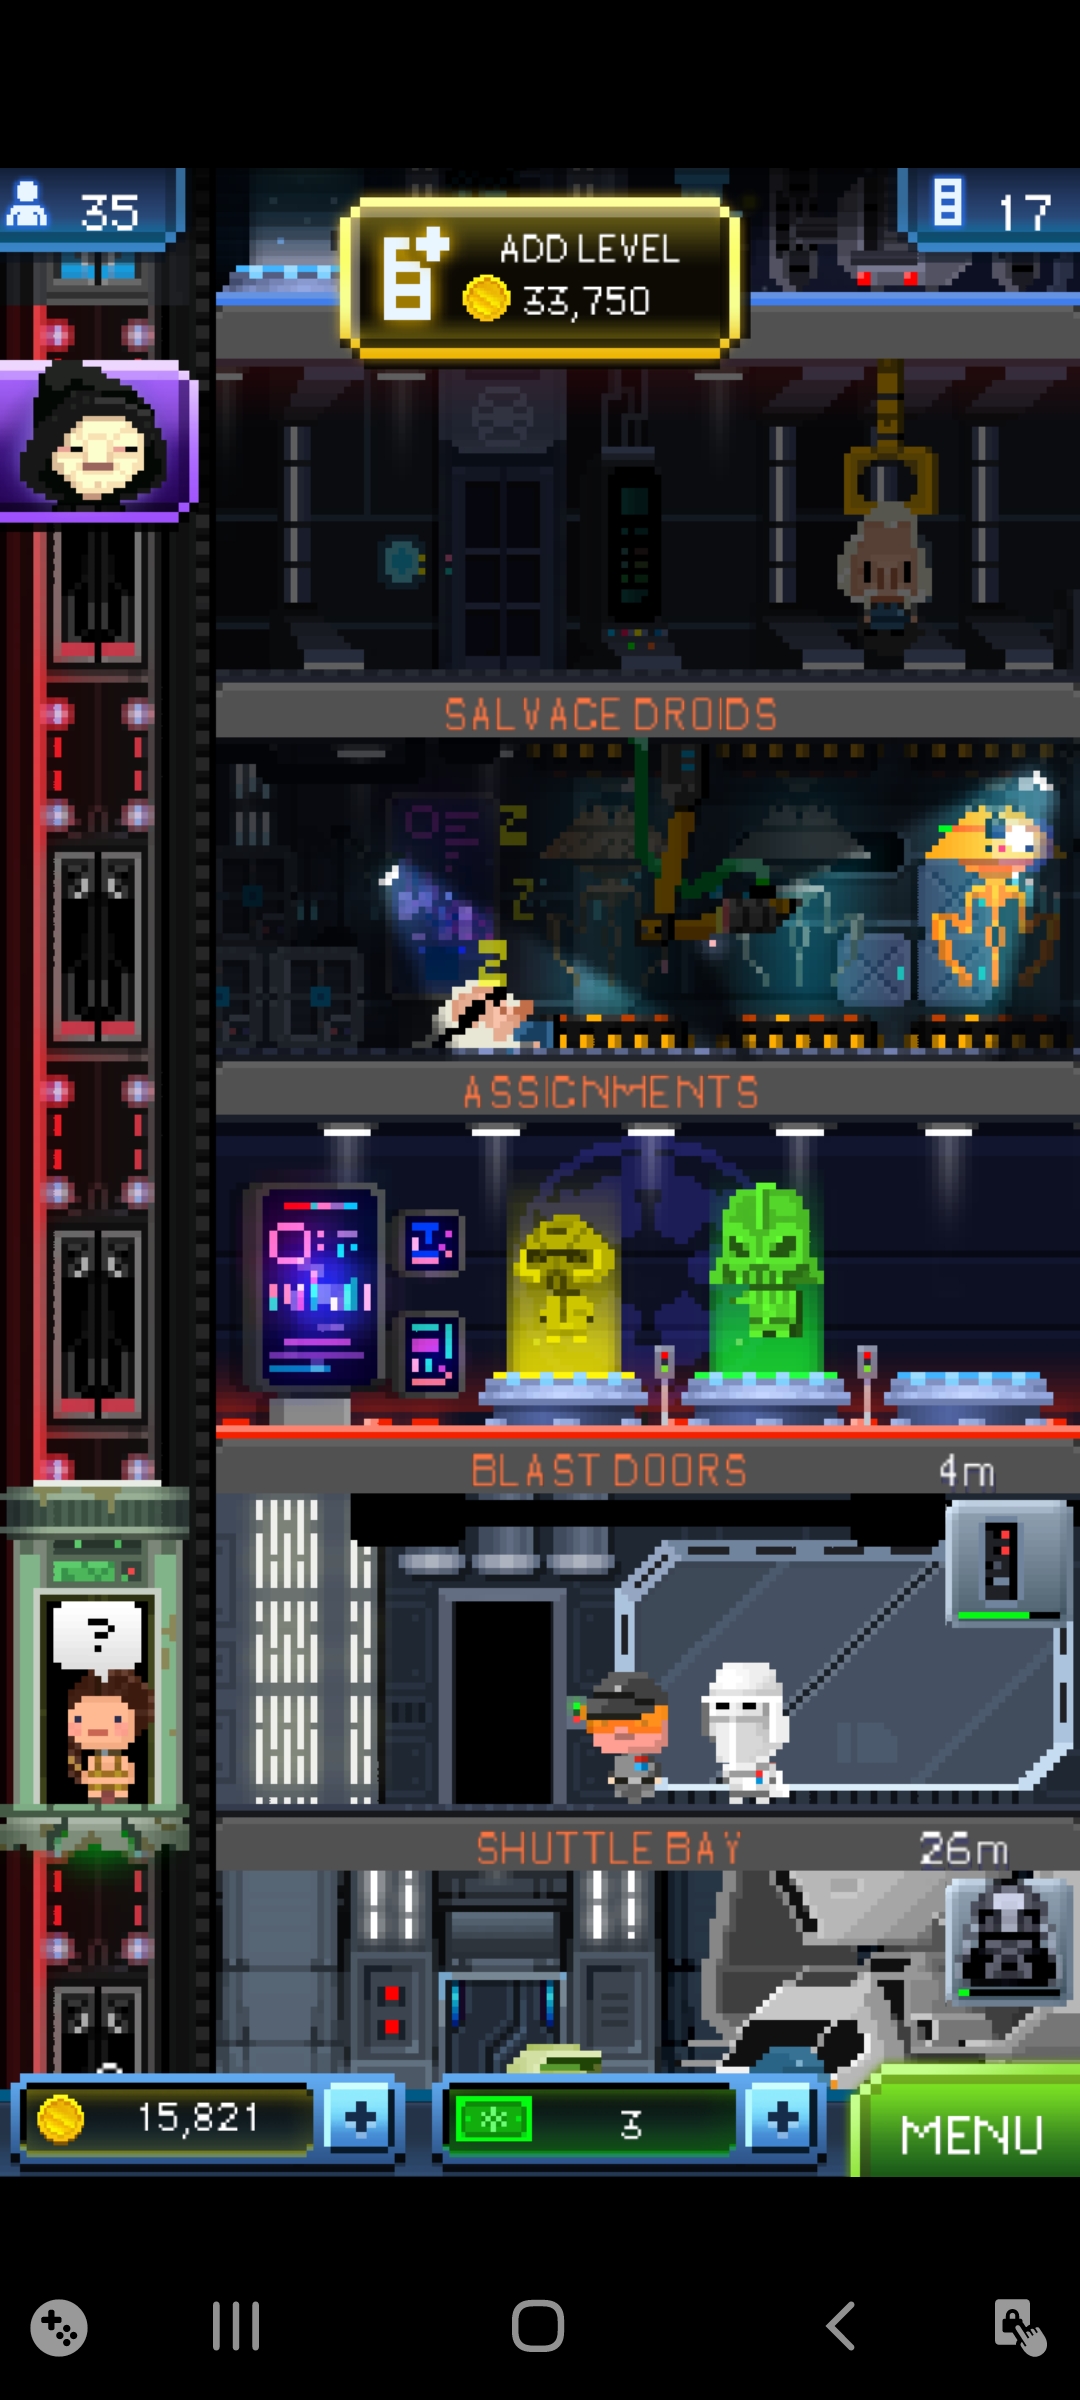 35
ADD LEVEL
33,750
17
SALVAGE DROIDS
Z
Z
Z
ASSIGNMENTS
BLAST DOORS 4m
?
SHUTTLE BAY 26m
15,821 +
3 +
MENU